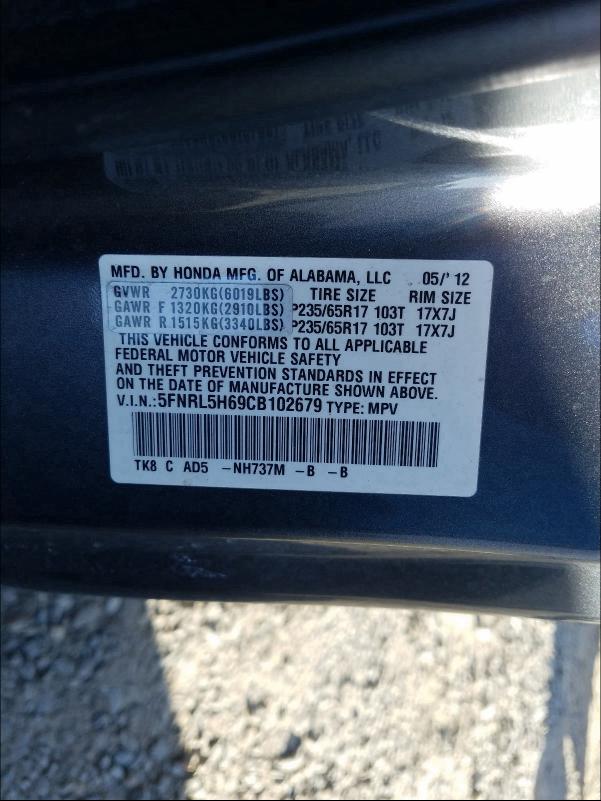 MFD. BY HONDA MFG. OF ALABAMA, LLC 05/'12
GVWR 2730KG(6019LBS) TIRE SIZE RIM SIZE
GAWR F 1320KG(2910LBS) P235/65R17 103T 17X7J
GAWR R 1515KG(3340LBS) P235/65R17 103T 17X7J
THIS VEHICLE CONFORMS TO ALL APPLICABLE
FEDERAL MOTOR VEHICLE SAFETY
AND THEFT PREVENTION STANDARDS IN EFFECT
ON THE DATE OF MANUFACTURE SHOWN ABOVE.
V.I.N.: 5FNRL5H69CB102679 TYPE: MPV
TK8 C AD5 -NH737M -B -B